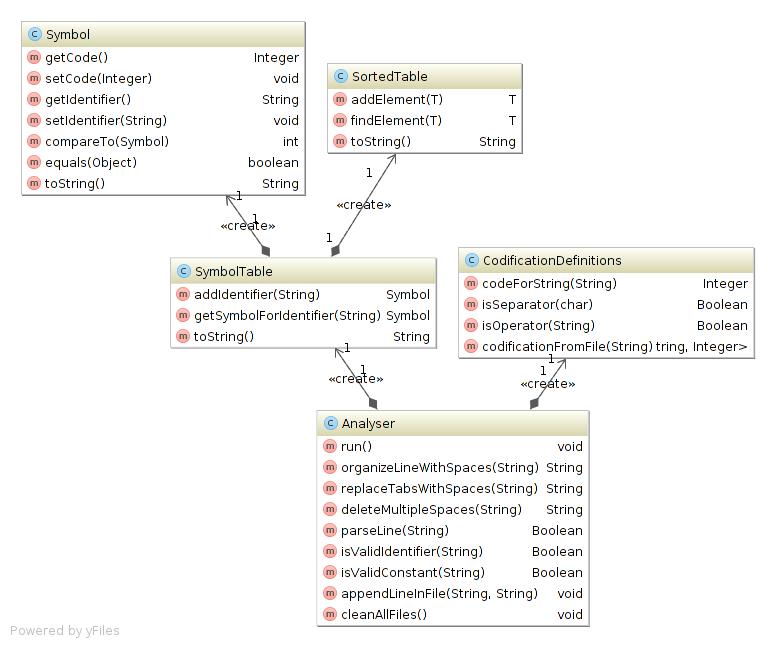 C Symbol
m getCode() Integer
m setCode(Integer) void
m getIdentifier() String
m setIdentifier(String) void
m compareTo(Symbol) int
m equals(Object) boolean
m toString() String
C SortedTable
m addElement(T) T
m findElement(T) T
m toString() String
1
1
«create»
1
«create»
1
C SymbolTable
m addIdentifier(String) Symbol
m getSymbolForIdentifier(String) Symbol
m toString() String
C CodificationDefinitions
m codeForString(String) Integer
m isSeparator(char) Boolean
m isOperator(String) Boolean
m codificationFromFile(String) tring, Integer>
1
1
«create»
1
1
«create»
C Analyser
m run() void
m organizeLineWithSpaces(String) String
m replaceTabsWithSpaces(String) String
m deleteMultipleSpaces(String) String
m parseLine(String) Boolean
m isValidIdentifier(String) Boolean
m isValidConstant(String) Boolean
m appendLineInFile(String, String) void
m cleanAllFiles() void
Powered by yFiles